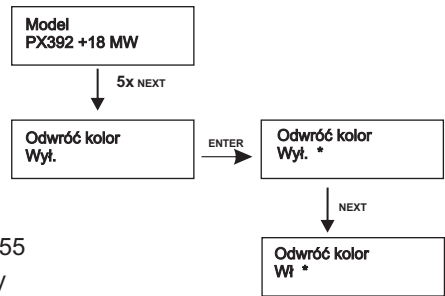 Model
PX392 +18 MW
5x NEXT
Odwróć kolor
Wył.
ENTER
Odwróć kolor
Wył. *
NEXT
55
Odwróć kolor
Wł *